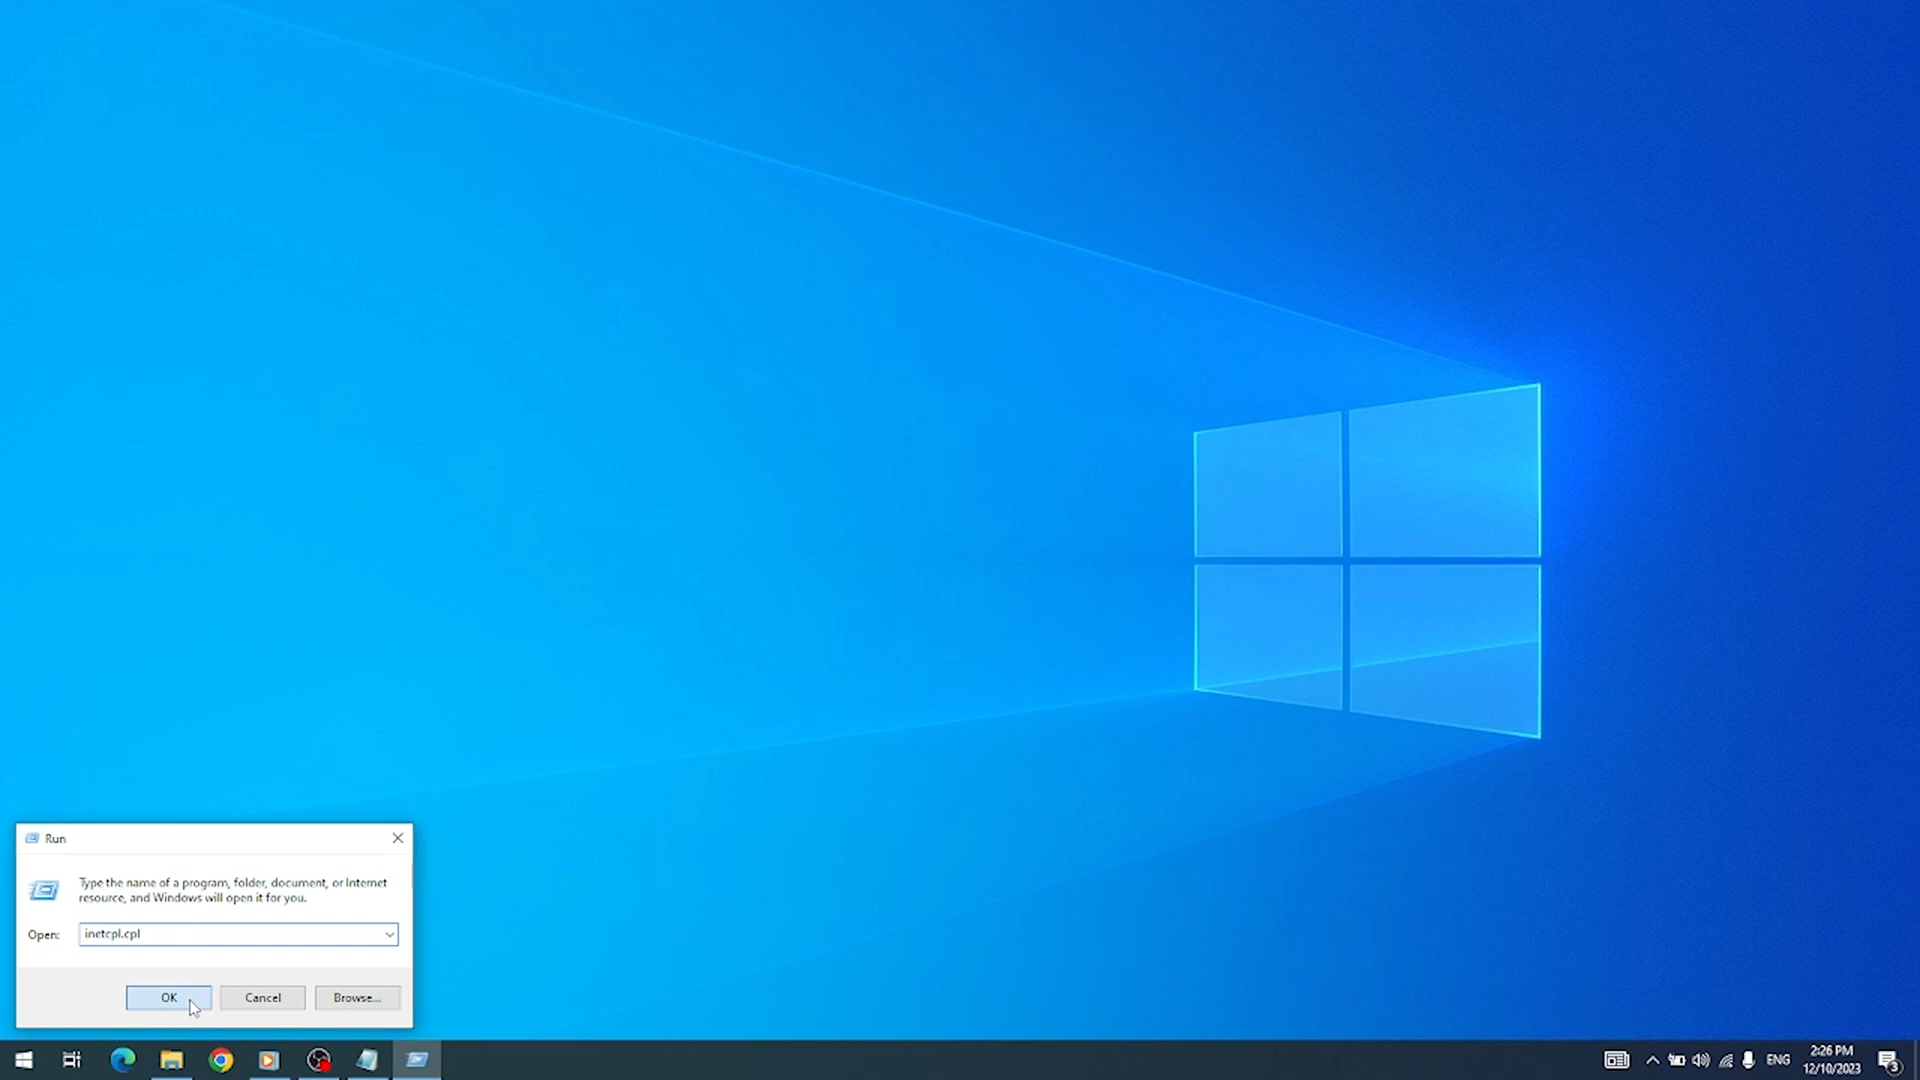 Run
Type the name of a program, folder, document, or Internet
resource, and Windows will open it for you.
Open:
inetcpl.cpl
OK
Cancel
Browse...
ENG
2:26 PM
12/10/2023
3